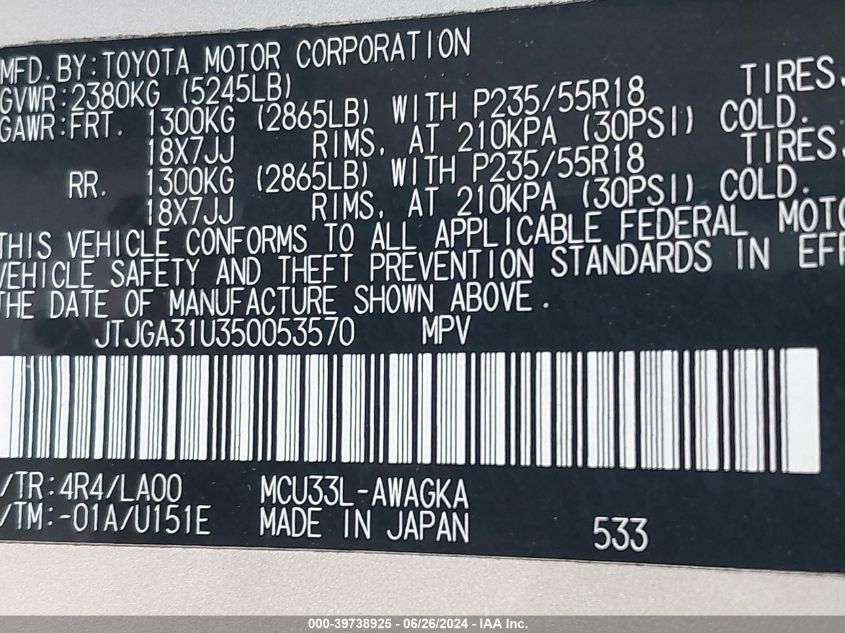 MFD. BY: TOYOTA MOTOR CORPORATION
GVWR: 2380KG (5245LB)
GAWR: FRT. 1300KG (2865LB) WITH P235/55R18 TIRES,
18X7JJ RIMS, AT 210KPA (30PSI) COLD.
RR. 1300KG (2865LB) WITH P235/55R18 TIRES,
18X7JJ RIMS, AT 210KPA (30PSI) COLD.
THIS VEHICLE CONFORMS TO ALL APPLICABLE FEDERAL MOTO
VEHICLE SAFETY AND THEFT PREVENTION STANDARDS IN EFF
THE DATE OF MANUFACTURE SHOWN ABOVE.
JTJGA31U350053570 MPV
/TR: 4R4/LA00 MCU33L-AWAGKA
/TM: -01A/U151E MADE IN JAPAN 533
000-39738925 - 06/26/2024 - IAA Inc.